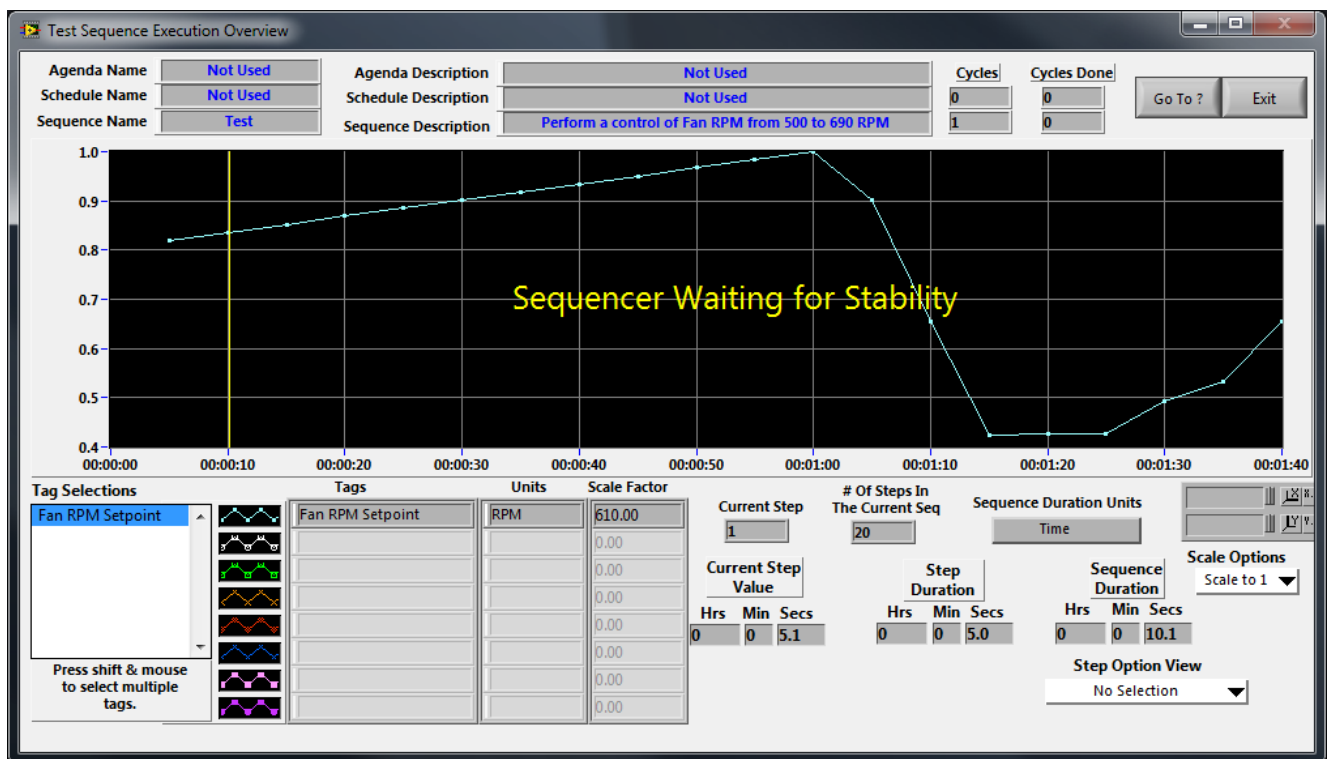 Test Sequence Execution Overview
Agenda Name Not Used Agenda Description Not Used Cycles Cycles Done
Schedule Name Not Used Schedule Description Not Used 0 0 Go To ? Exit
Sequence Name Test Sequence Description Perform a control of Fan RPM from 500 to 690 RPM 1 0
1.0
0.9
0.8
0.7
Sequencer Waiting for Stability
0.6
0.5
0.4
00:00:00 00:00:10 00:00:20 00:00:30 00:00:40 00:00:50 00:01:00 00:01:10 00:01:20 00:01:30 00:01:40
Tag Selections Tags Units Scale Factor
Fan RPM Setpoint Fan RPM Setpoint RPM 610.00
0.00
0.00
0.00
0.00
0.00
0.00
0.00
Press shift & mouse
to select multiple
tags.
Current Step
1
# Of Steps In
The Current Seq
20
Sequence Duration Units
Time
X X.
Y Y.
Scale Options
Scale to 1
Current Step
Value
Hrs Min Secs
0 0 5.1
Step
Duration
Hrs Min Secs
0 0 5.0
Sequence
Duration
Hrs Min Secs
0 0 10.1
Step Option View
No Selection